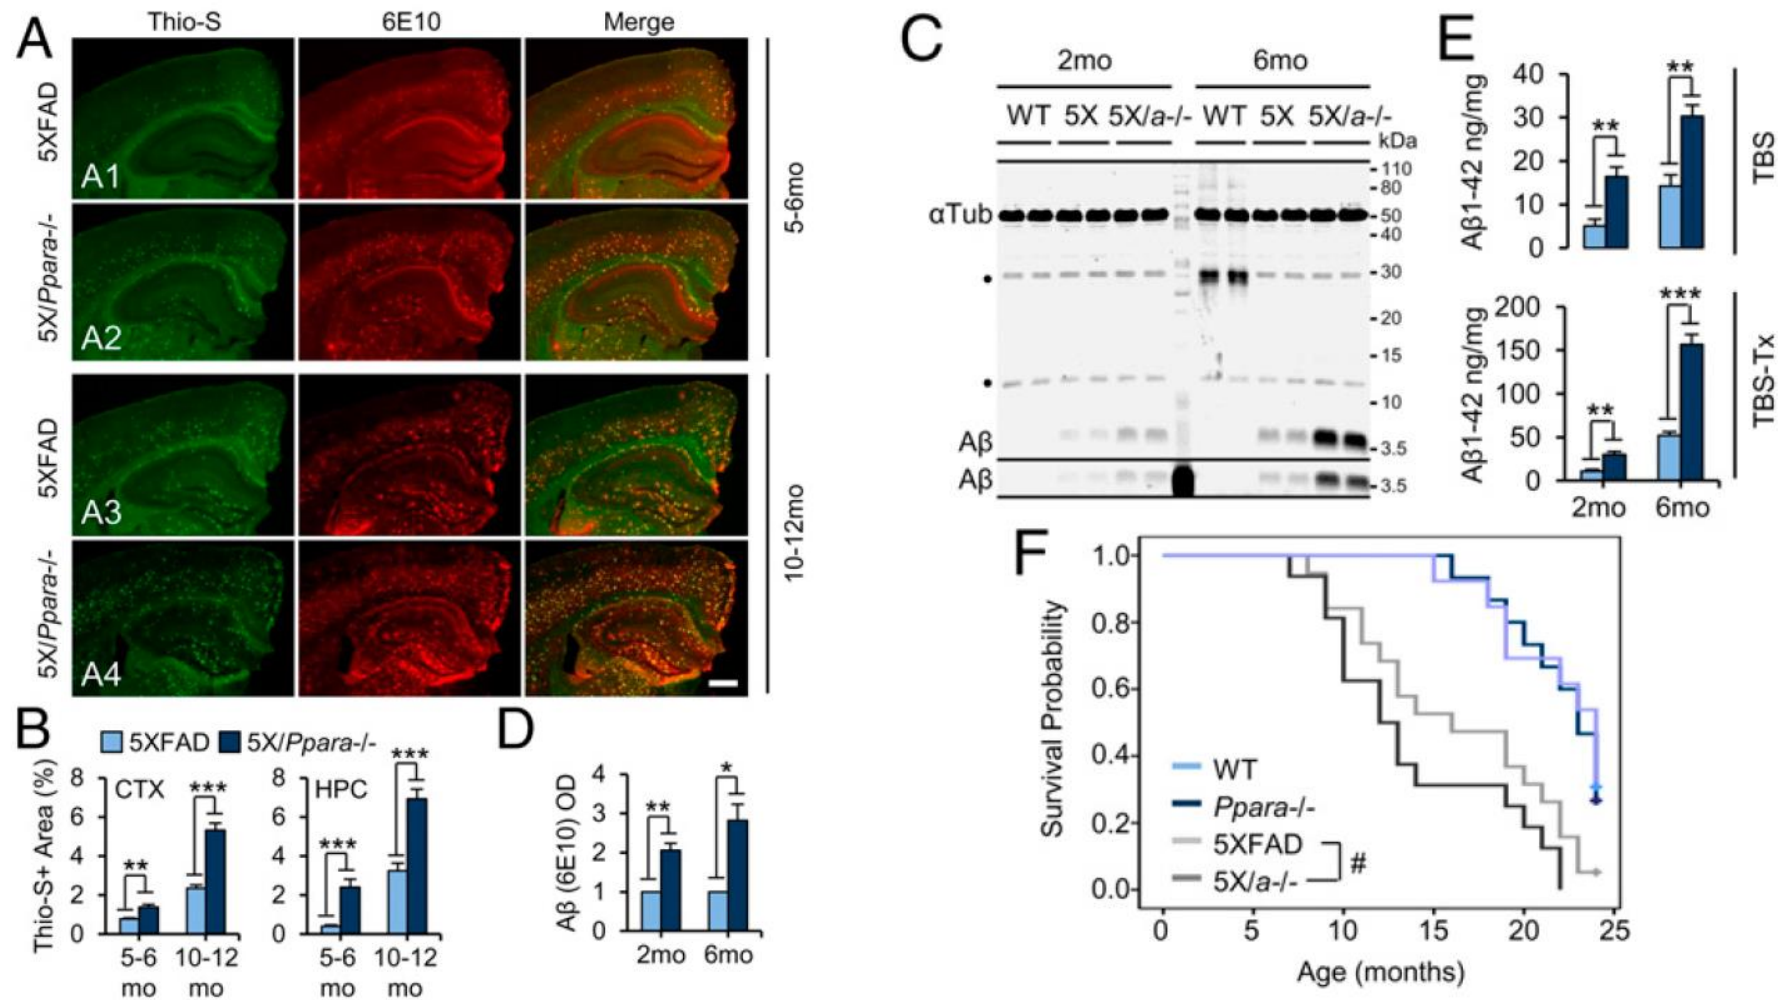 A
Thio-S 6E10 Merge
5XFAD
A1
5X/Ppara-/-
A2
5-6mo
5XFAD
A3
5X/Ppara-/-
A4
10-12mo
B
5XFAD 5X/Ppara-/-
Thio-S+ Area (%)
CTX
8
6
4
2
0
**
***
5-6 10-12
mo mo
HPC
8
6
4
2
0
***
***
5-6 10-12
mo mo
C
2mo 6mo
WT 5X 5X/a-/- WT 5X 5X/a-/-
kDa
110
80
αTub
50
40
30
20
15
10
Aβ
3.5
Aβ
3.5
D
Aβ (6E10) OD
4
3
2
1
0
**
*
2mo 6mo
E
Aβ1-42 ng/mg
40
30
20
10
0
**
**
TBS
Aβ1-42 ng/mg
200
150
100
50
0
**
***
TBS-Tx
2mo 6mo
F
Survival Probability
1.0
0.8
0.6
0.4
0.2
0.0
WT
Ppara-/-
5XFAD
5X/a-/-
#
0 5 10 15 20 25
Age (months)